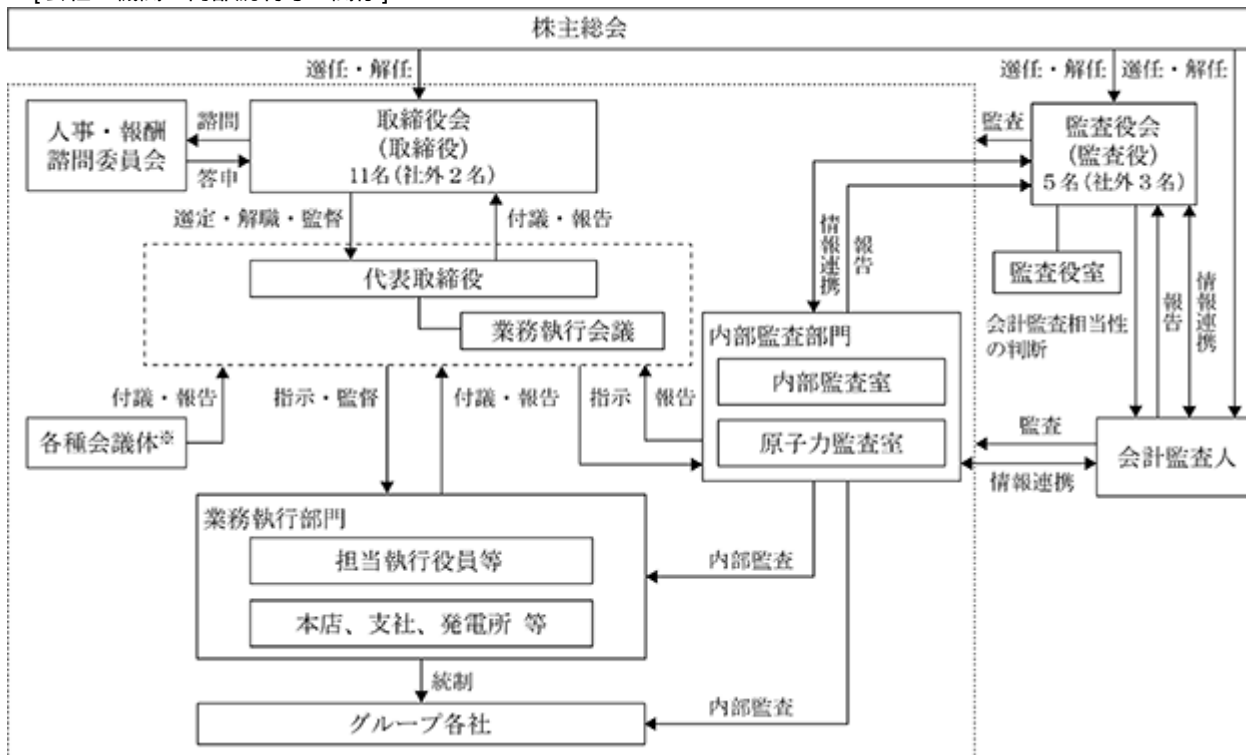 株主総会
選任・解任
選任・解任
選任・解任
人事・報酬
諮問委員会
諮問
答申
取締役会
(取締役)
11名(社外2名)
監査
監査役会
(監査役)
5名(社外3名)
選定・解職・監督
付議・報告
情報連携
報告
監査役室
代表取締役
業務執行会議
会計監査相当性
の判断
報告
情報連携
内部監査部門
内部監査室
原子力監査室
付議・報告
指示・監督
付議・報告
指示
報告
各種会議体※
監査
情報連携
会計監査人
業務執行部門
担当執行役員等
本店、支社、発電所 等
内部監査
統制
グループ各社
内部監査